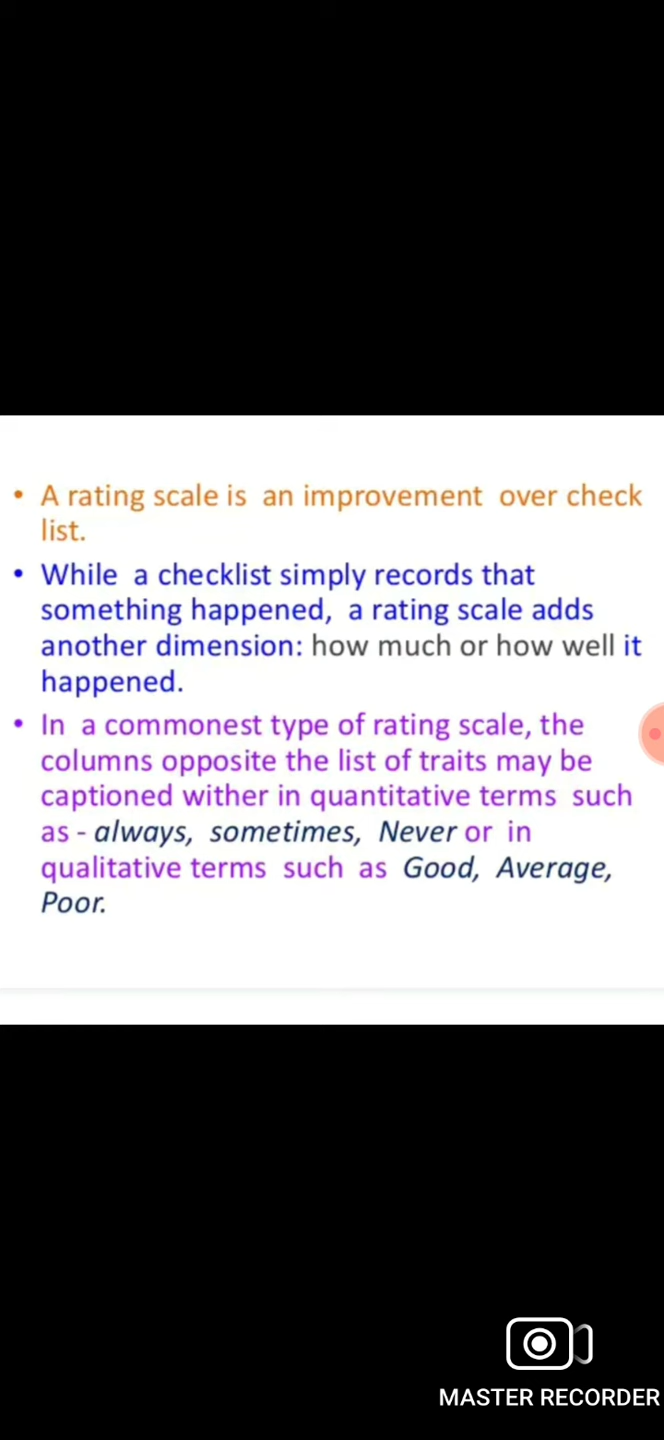 • A rating scale is an improvement over check
list.
• While a checklist simply records that
something happened, a rating scale adds
another dimension: how much or how well it
happened.
• In a commonest type of rating scale, the
columns opposite the list of traits may be
captioned wither in quantitative terms such
as - always, sometimes, Never or in
qualitative terms such as Good, Average,
Poor.
MASTER RECORDER